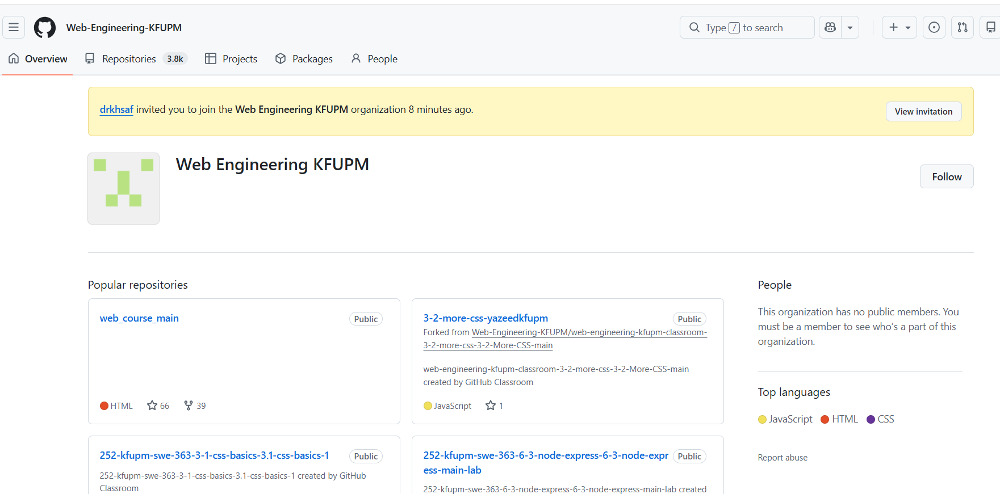 Web-Engineering-KFUPM
Type / to search
Overview
Repositories 3.8k
Projects
Packages
People
drkhsaf invited you to join the Web Engineering KFUPM organization 8 minutes ago.
View invitation
Web Engineering KFUPM
Follow
Popular repositories
web_course_main
Public
HTML
66
39
3-2-more-css-yazeedkfupm
Public
Forked from Web-Engineering-KFUPM/web-engineering-kfupm-classroom-
3-2-more-css-3-2-More-CSS-main
web-engineering-kfupm-classroom-3-2-more-css-3-2-More-CSS-main
created by GitHub Classroom
JavaScript
1
252-kfupm-swe-363-3-1-css-basics-3.1-css-basics-1
Public
252-kfupm-swe-363-3-1-css-basics-3.1-css-basics-1 created by GitHub
Classroom
252-kfupm-swe-363-6-3-node-express-6-3-node-expr
ess-main-lab
Public
252-kfupm-swe-363-6-3-node-express-6-3-node-express-main-lab created
People
This organization has no public members. You
must be a member to see who’s a part of this
organization.
Top languages
JavaScript
HTML
CSS
Report abuse